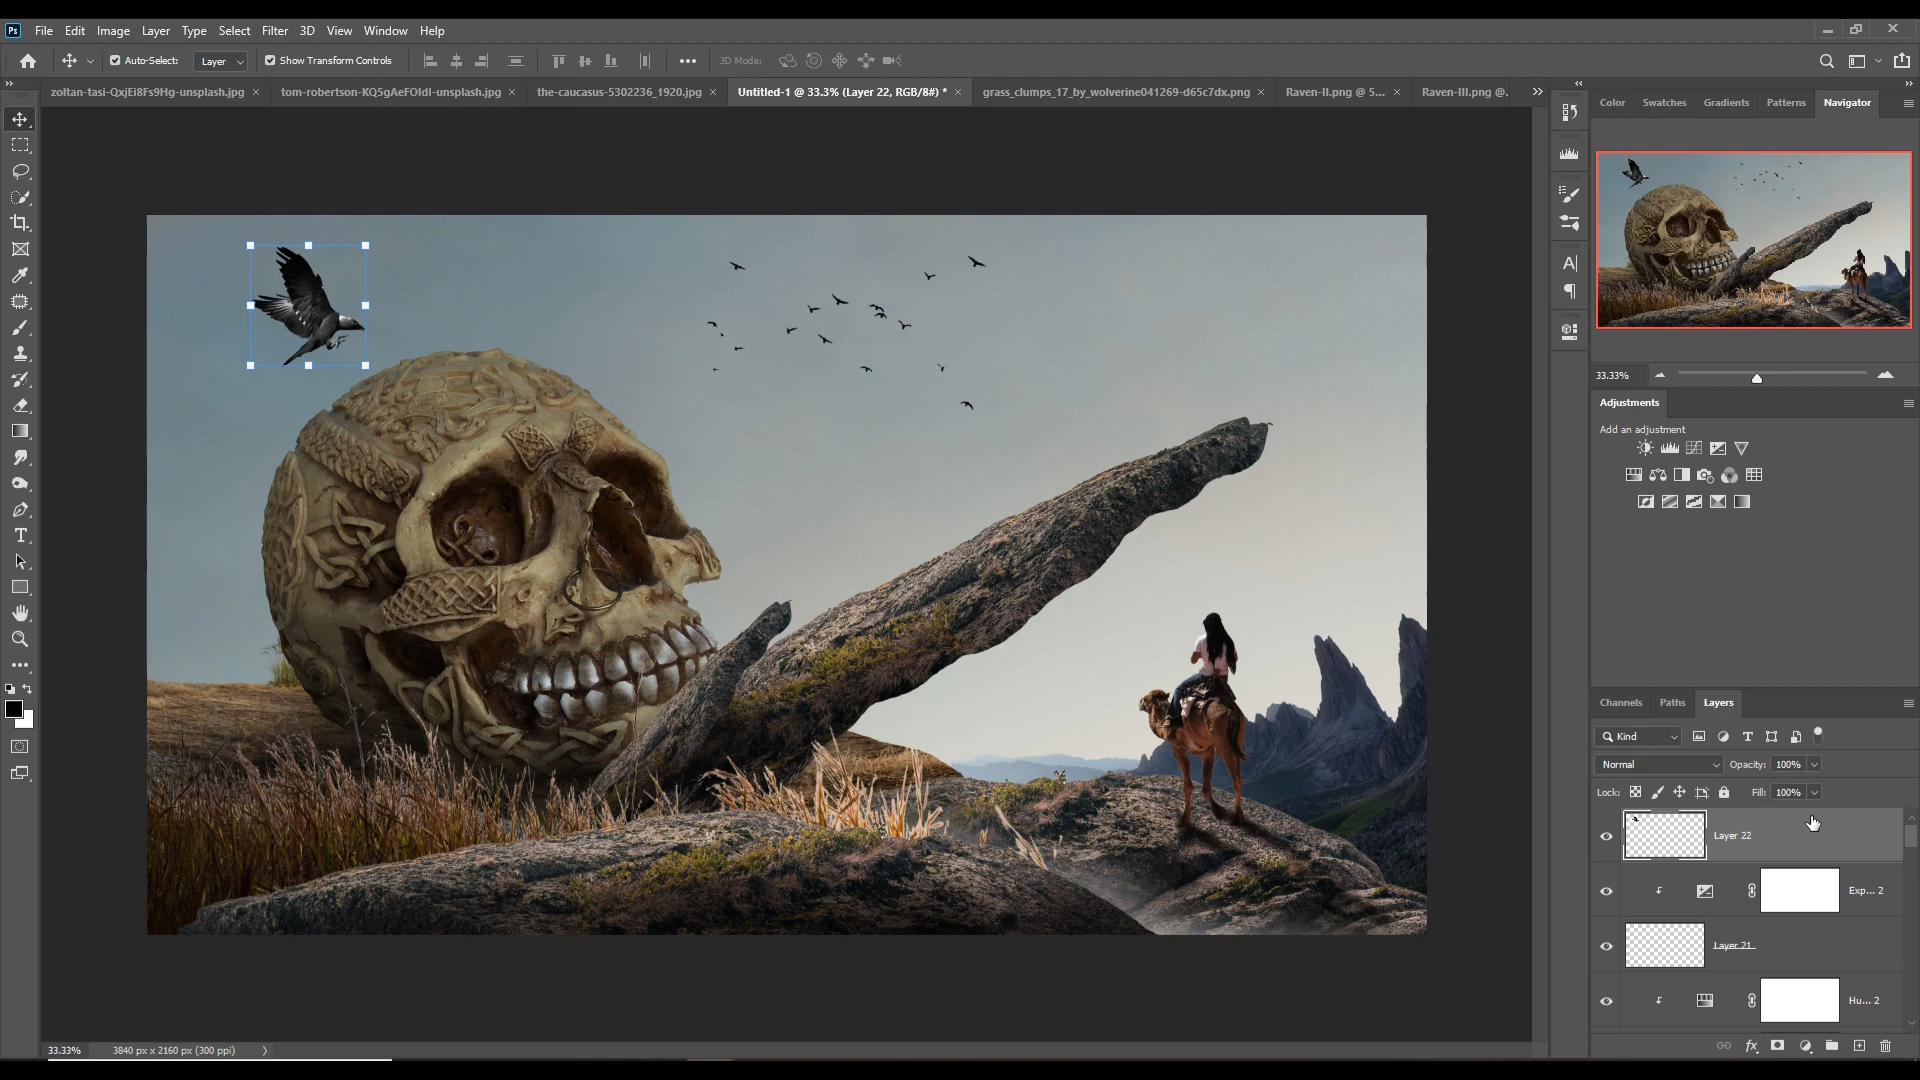 Ps File Edit Image Layer Type Select Filter 3D View Window Help
Auto-Select: Layer Show Transform Controls 3D Mode:
zoltan-tasi-QxjEi8Fs9Hg-unsplash.jpg × tom-robertson-KQ5gAeFOIdI-unsplash.jpg × the-caucasus-5302236_1920.jpg × Untitled-1 @ 33.3% (Layer 22, RGB/8#) * × grass_clumps_17_by_wolverine041269-d65c7dx.png × Raven-II.png @ 5... × Raven-III.png @.
Color Swatches Gradients Patterns Navigator
33.33%
Adjustments
Add an adjustment
Channels Paths Layers
Kind
Normal Opacity: 100%
Lock: Fill: 100%
Layer 22
Exp... 2
Layer 21
Hu... 2
33.33% 3840 px x 2160 px (300 ppi)
fx